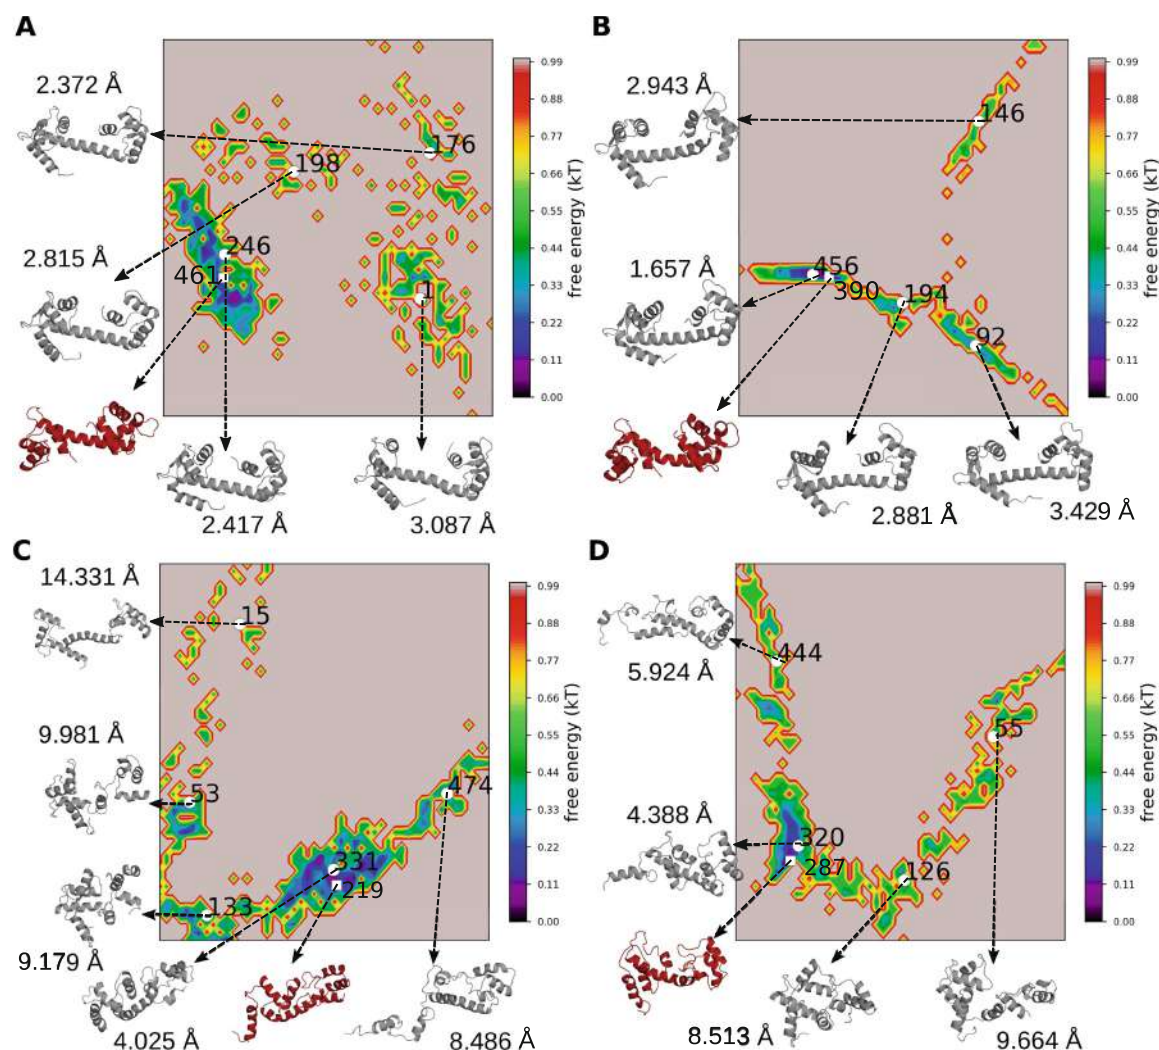 A
2.372 Å
176
198
2.815 Å
246
461
1
2.417 Å
3.087 Å
0.99
0.88
0.77
0.66
0.55
0.44
0.33
0.22
0.11
0.00
free energy (kT)
B
2.943 Å
146
1.657 Å
456
390
194
92
2.881 Å
3.429 Å
0.99
0.88
0.77
0.66
0.55
0.44
0.33
0.22
0.11
0.00
free energy (kT)
C
14.331 Å
15
9.981 Å
53
474
331
219
133
9.179 Å
4.025 Å
8.486 Å
0.99
0.88
0.77
0.66
0.55
0.44
0.33
0.22
0.11
0.00
free energy (kT)
D
444
5.924 Å
55
4.388 Å
320
287
126
8.513 Å
9.664 Å
0.99
0.88
0.77
0.66
0.55
0.44
0.33
0.22
0.11
0.00
free energy (kT)